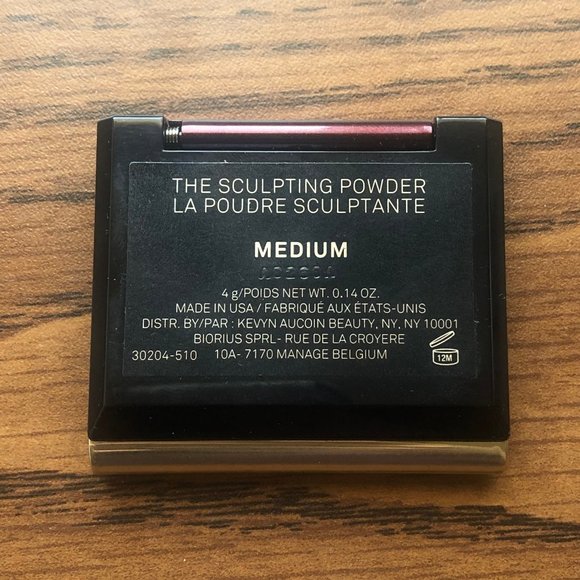 THE SCULPTING POWDER
LA POUDRE SCULPTANTE
MEDIUM
4 g/POIDS NET WT. 0.14 OZ.
MADE IN USA / FABRIQUÉ AUX ÉTATS-UNIS
DISTR. BY/PAR : KEVYN AUCOIN BEAUTY, NY, NY 10001
BIORIUS SPRL- RUE DE LA CROYERE
30204-510 10A- 7170 MANAGE BELGIUM
12M